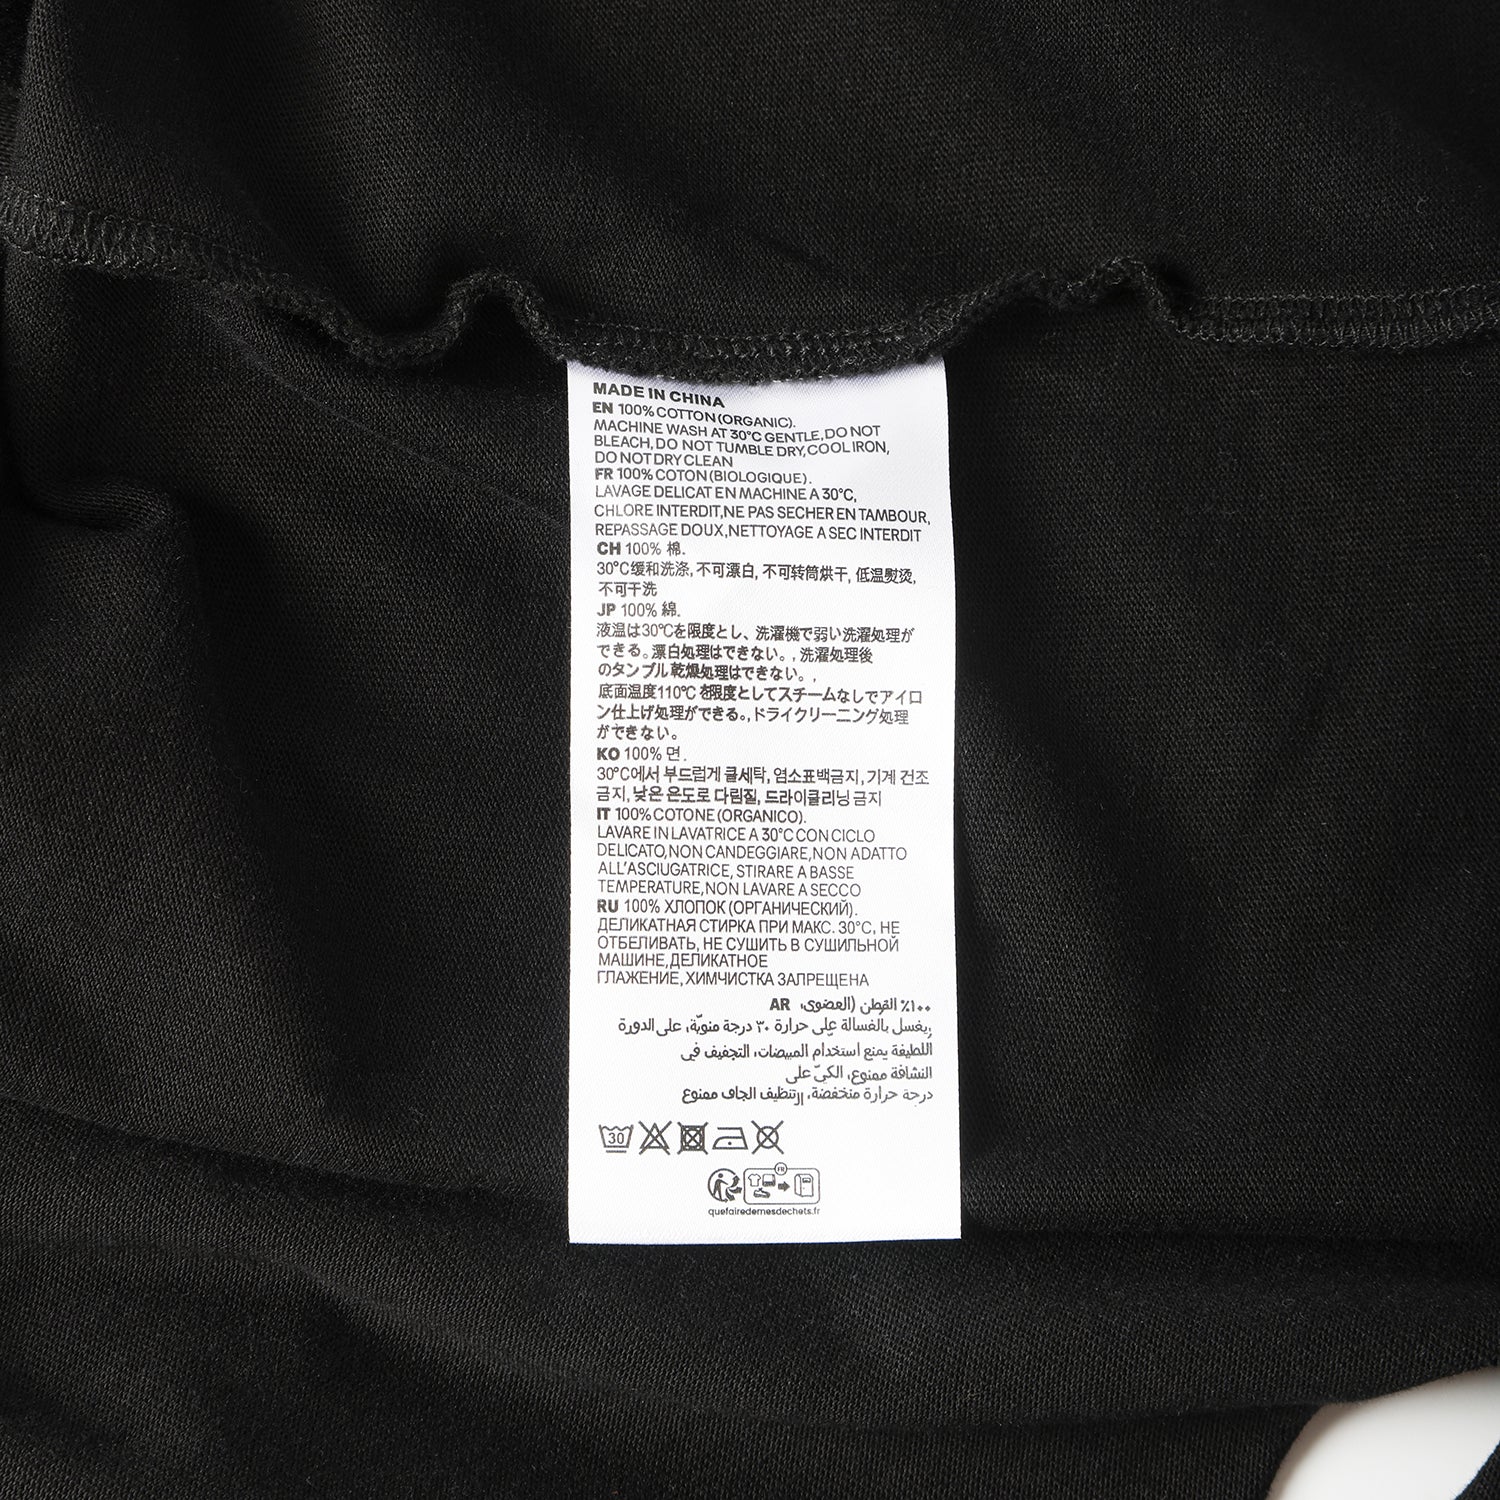 MADE IN CHINA
EN 100% COTTON (ORGANIC).
MACHINE WASH AT 30°C GENTLE, DO NOT
BLEACH, DO NOT TUMBLE DRY, COOL IRON,
DO NOT DRY CLEAN
FR 100% COTON (BIOLOGIQUE).
LAVAGE DELICAT EN MACHINE A 30°C,
CHLORE INTERDIT, NE PAS SECHER EN TAMBOUR,
REPASSAGE DOUX, NETTOYAGE A SEC INTERDIT
CH 100% 棉.
30°C缓和洗涤, 不可漂白, 不可转筒烘干, 低温熨烫,
不可干洗
JP 100% 綿.
液温は30℃を限度とし、洗濯機で弱い洗濯処理が
できる。漂白処理はできない。, 洗濯処理後
のタンブル乾燥処理はできない。,
底面温度110℃を限度としてスチームなしでアイロ
ン仕上げ処理ができる。, ドライクリーニング処理
ができない。
KO 100% 면.
30°C에서 부드럽게 클세탁, 염소표백금지, 기계 건조
금지, 낮은 온도로 다림질, 드라이클리닝 금지
IT 100% COTONE (ORGANICO).
LAVARE IN LAVATRICE A 30°C CON CICLO
DELICATO, NON CANDEGGIARE, NON ADATTO
ALL'ASCIUGATRICE, STIRARE A BASSE
TEMPERATURE, NON LAVARE A SECCO
RU 100% ХЛОПОК (ОРГАНИЧЕСКИЙ).
ДЕЛИКАТНАЯ СТИРКА ПРИ МАКС. 30°C, НЕ
ОТБЕЛИВАТЬ, НЕ СУШИТЬ В СУШИЛЬНОЙ
МАШИНЕ, ДЕЛИКАТНОЕ
ГЛАЖЕНИЕ, ХИМЧИСТКА ЗАПРЕЩЕНА
١٠٠٪ القطن (العضوي، AR
يغسل بالغسالة على حرارة ٣٠ درجة مئويّة، على الدورة
اللطيفة يمنع استخدام المبيضات، التجفيف في
النشافة ممنوع، الكيّ على
درجة حرارة منخفضة، التنظيف الجاف ممنوع
30
FR
quefairedemesdechets.fr